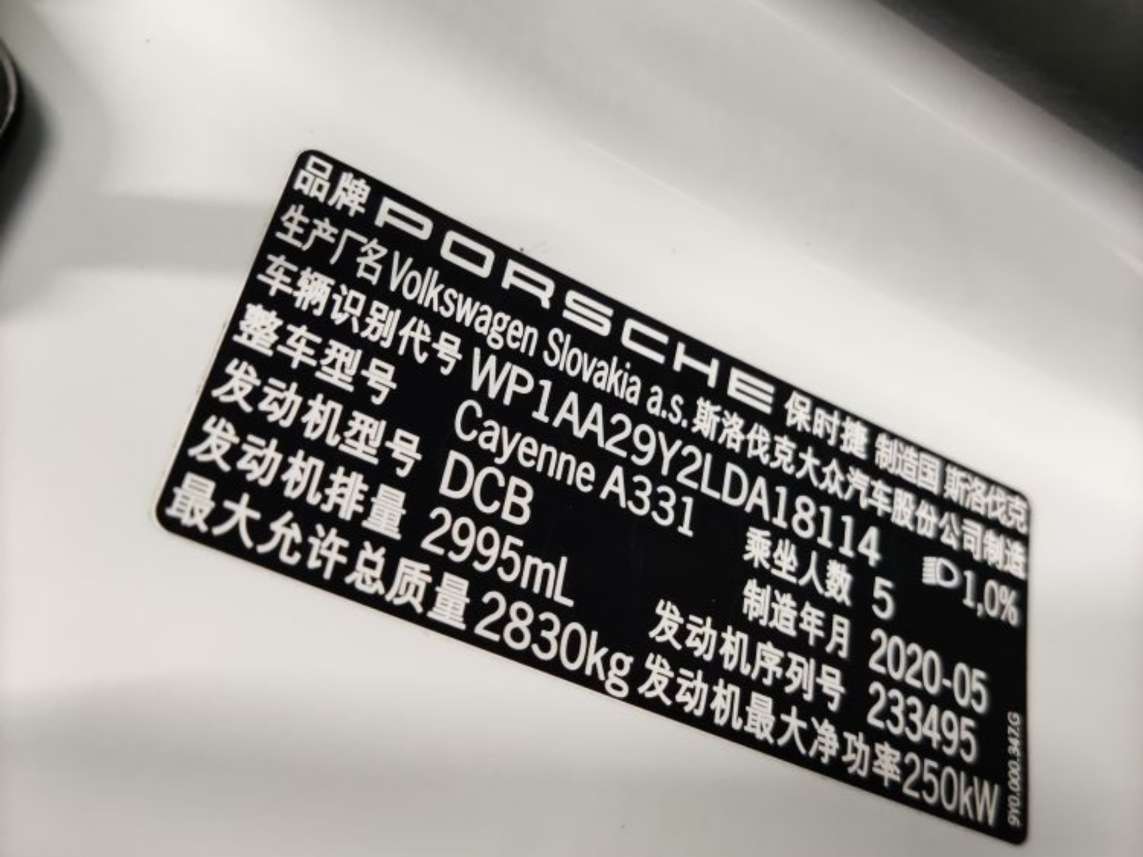 品牌 PORSCHE 保时捷 制造国 斯洛伐克
生产厂名 Volkswagen Slovakia a.s. 斯洛伐克大众汽车股份公司制造
车辆识别代号 WP1AA29Y2LDA18114 1,0%
整车型号 Cayenne A331 乘坐人数 5
发动机型号 DCB 制造年月 2020-05
发动机排量 2995mL 发动机序列号 233495
最大允许总质量 2830kg 发动机最大净功率 250kW
9Y0.000.347.G